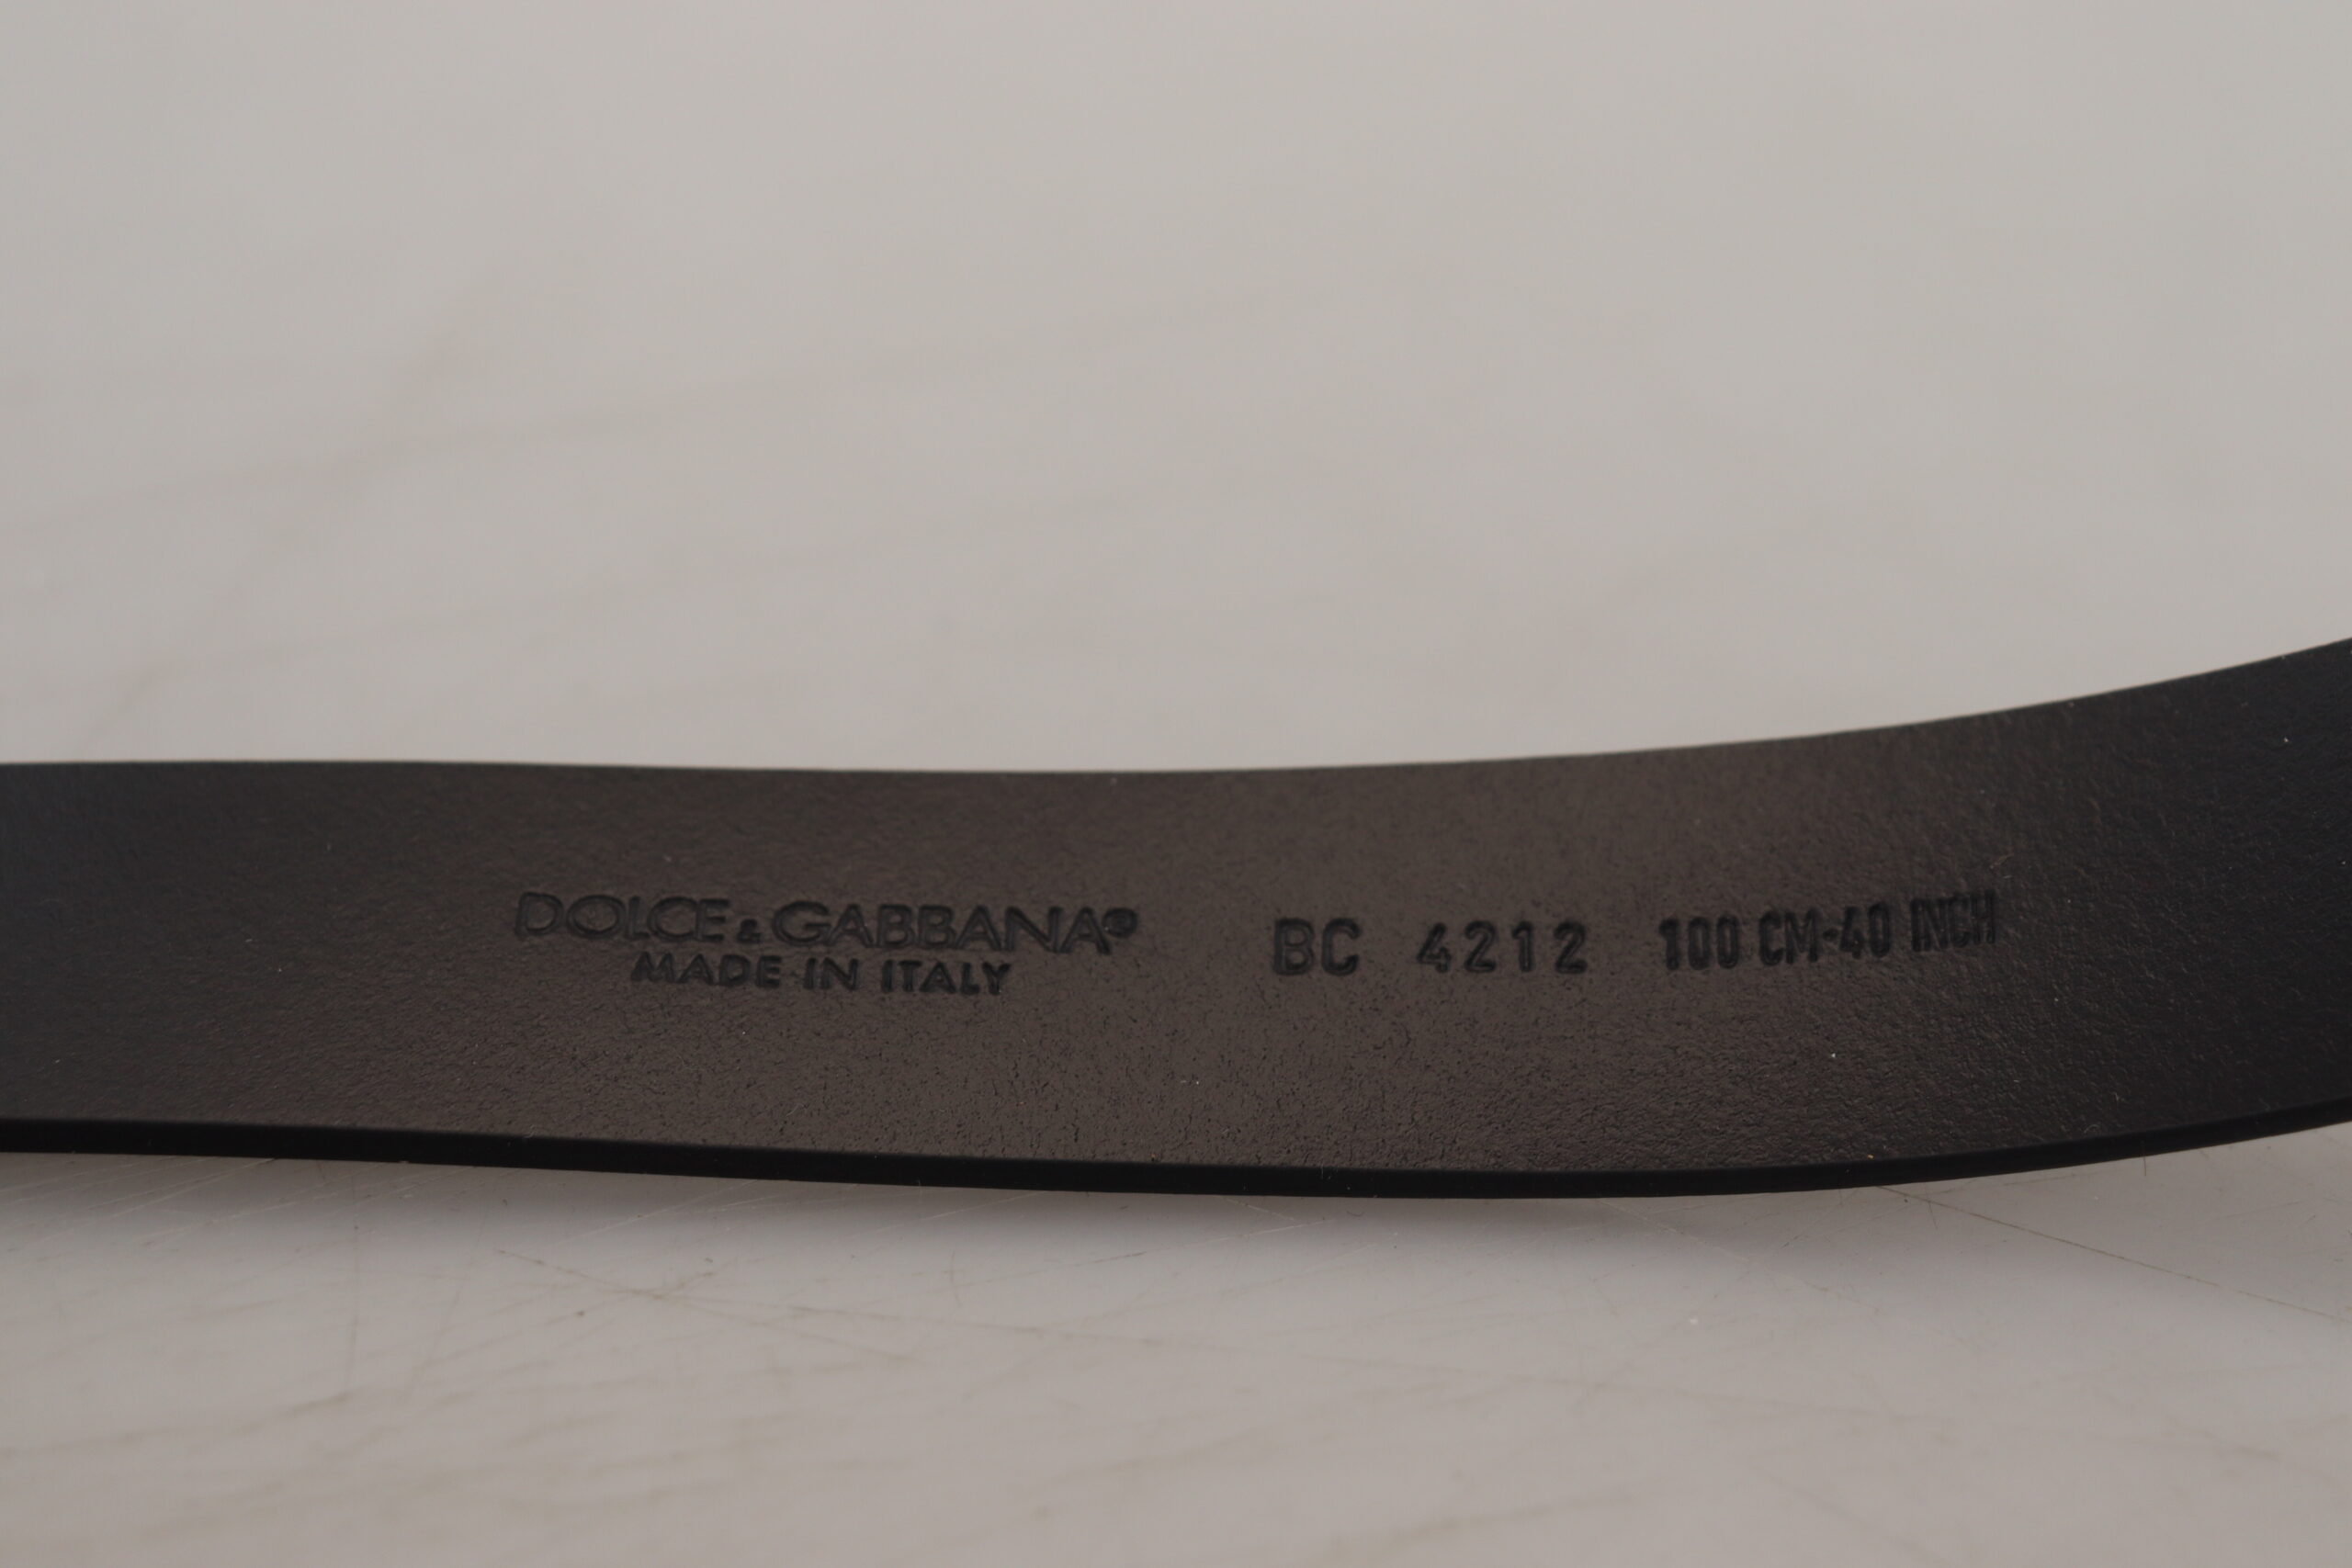 DOLCE & GABBANA® BC 4212 100 CM-40 INCH
MADE IN ITALY